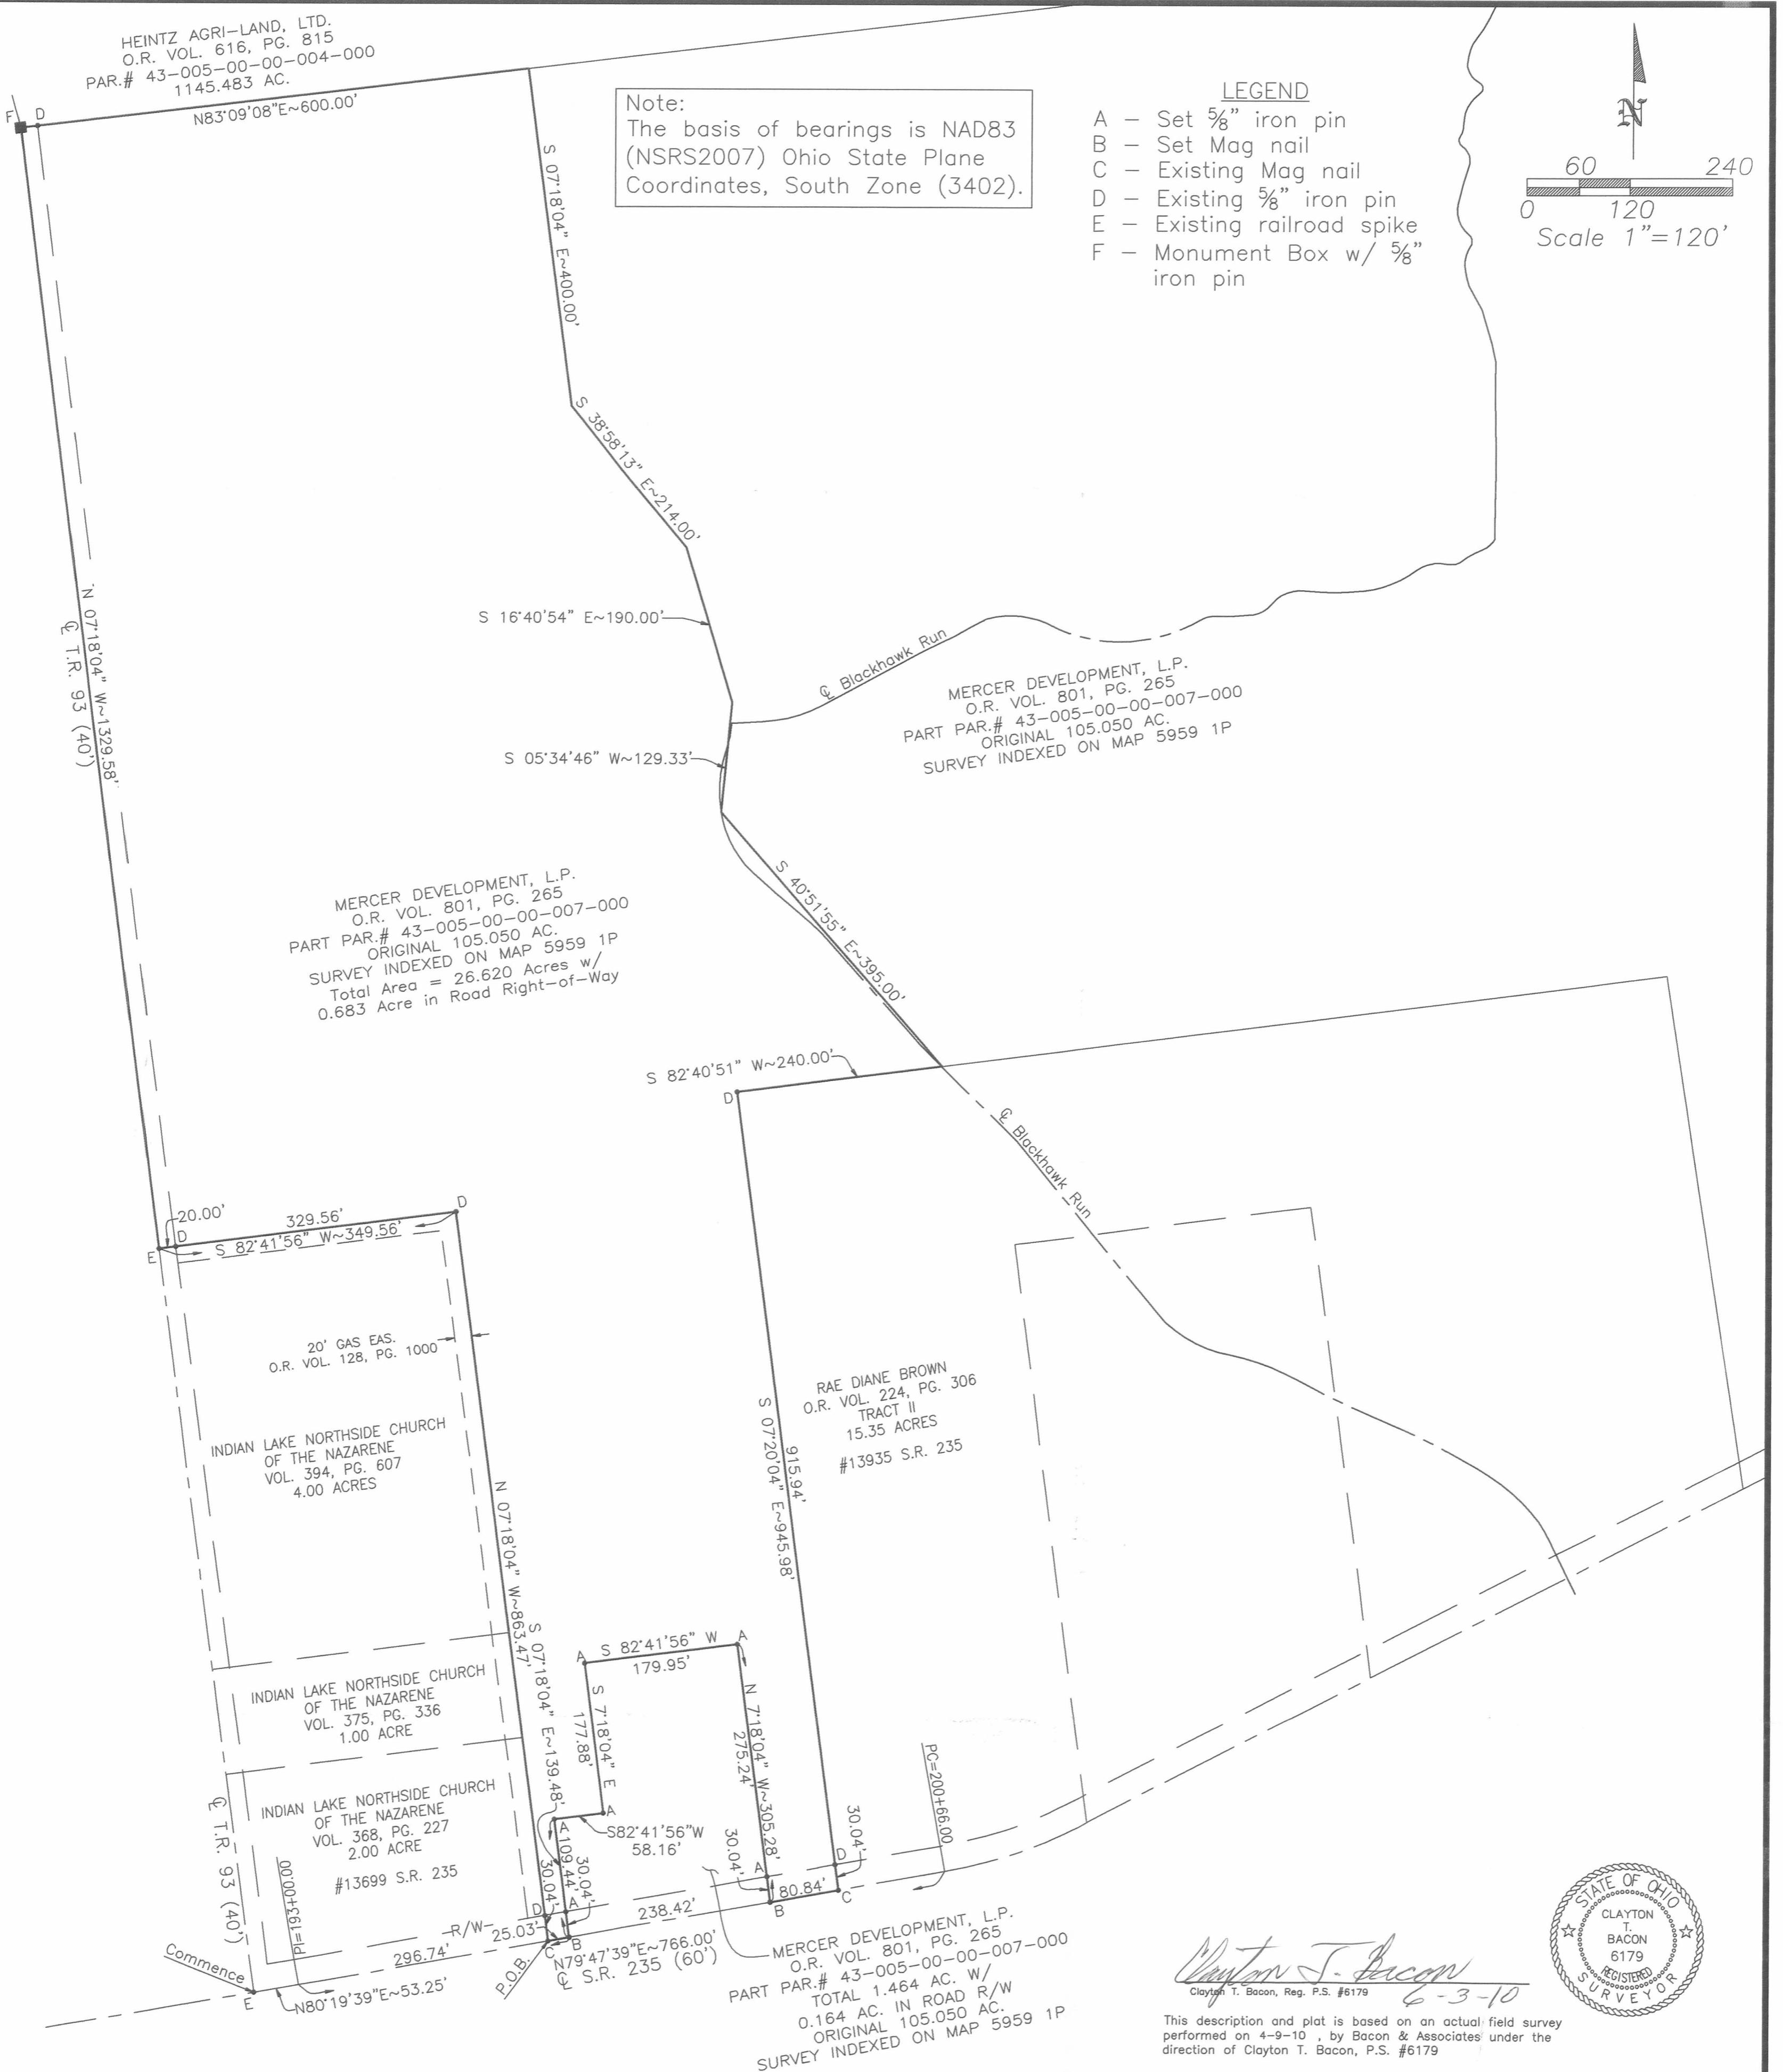 HEINTZ AGRI-LAND, LTD.
O.R. VOL. 616, PG. 815
PAR.# 43-005-00-00-004-000
1145.483 AC.
F
D
N83°09'08"E~600.00'
Note:
The basis of bearings is NAD83
(NSRS2007) Ohio State Plane
Coordinates, South Zone (3402).
LEGEND
A - Set 5/8" iron pin
B - Set Mag nail
C - Existing Mag nail
D - Existing 5/8" iron pin
E - Existing railroad spike
F - Monument Box w/ 5/8"
iron pin
N
60 240
0 120
Scale 1"=120'
S 07°18'04" E~400.00'
S 38°58'13" E~214.00'
S 16°40'54" E~190.00'
S 05°34'46" W~129.33'
℄ Blackhawk Run
MERCER DEVELOPMENT, L.P.
O.R. VOL. 801, PG. 265
PART PAR.# 43-005-00-00-007-000
ORIGINAL 105.050 AC.
SURVEY INDEXED ON MAP 5959 1P
N 07°18'04" W~1329.58'
℄ T.R. 93 (40')
S 40°51'55" E~395.00'
MERCER DEVELOPMENT, L.P.
O.R. VOL. 801, PG. 265
PART PAR.# 43-005-00-00-007-000
ORIGINAL 105.050 AC.
SURVEY INDEXED ON MAP 5959 1P
Total Area = 26.620 Acres w/
0.683 Acre in Road Right-of-Way
S 82°40'51" W~240.00'
D
℄ Blackhawk Run
20.00'
329.56'
D
E
D
S 82°41'56" W~349.56'
20' GAS EAS.
O.R. VOL. 128, PG. 1000
INDIAN LAKE NORTHSIDE CHURCH
OF THE NAZARENE
VOL. 394, PG. 607
4.00 ACRES
N 07°18'04" W~863.47'
RAE DIANE BROWN
O.R. VOL. 224, PG. 306
TRACT II
15.35 ACRES
#13935 S.R. 235
915.94'
S 07°20'04" E~945.98'
INDIAN LAKE NORTHSIDE CHURCH
OF THE NAZARENE
VOL. 375, PG. 336
1.00 ACRE
S 07°18'04" E~139.48'
A
S 82°41'56" W
A
179.95'
S 7°18'04" E
177.88'
N 7°18'04" W~305.28'
275.24'
A
A
S82°41'56"W
58.16'
109.44'
30.04'
30.04'
30.04'
30.04'
PC=200+66.00
INDIAN LAKE NORTHSIDE CHURCH
OF THE NAZARENE
VOL. 368, PG. 227
2.00 ACRE
#13699 S.R. 235
℄ T.R. 93 (40')
PI=193+00.00
Commence
E
N80°19'39"E~53.25'
296.74'
R/W
25.03'
D
A
C
B
P.O.B.
N79°47'39"E~766.00'
℄ S.R. 235 (60')
238.42'
A
B
80.84'
D
C
MERCER DEVELOPMENT, L.P.
O.R. VOL. 801, PG. 265
PART PAR.# 43-005-00-00-007-000
TOTAL 1.464 AC. W/
0.164 AC. IN ROAD R/W
ORIGINAL 105.050 AC.
SURVEY INDEXED ON MAP 5959 1P
Clayton T. Bacon
Clayton T. Bacon, Reg. P.S. #6179
6-3-10
This description and plat is based on an actual field survey
performed on 4-9-10 , by Bacon & Associates under the
direction of Clayton T. Bacon, P.S. #6179
STATE OF OHIO
CLAYTON
T.
BACON
6179
REGISTERED
SURVEYOR